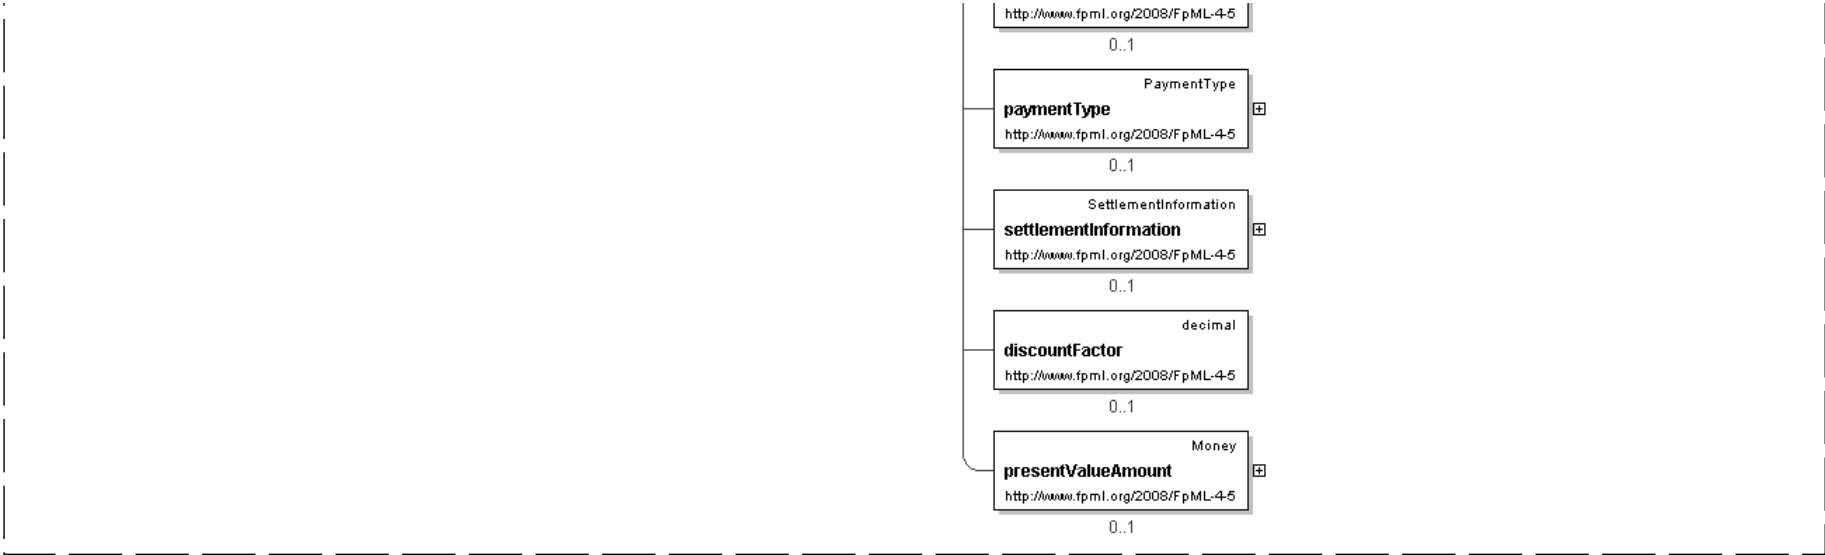 http://www.fpml.org/2008/FpML-4-5
0..1
PaymentType
paymentType
http://www.fpml.org/2008/FpML-4-5
0..1
SettlementInformation
settlementInformation
http://www.fpml.org/2008/FpML-4-5
0..1
decimal
discountFactor
http://www.fpml.org/2008/FpML-4-5
0..1
Money
presentValueAmount
http://www.fpml.org/2008/FpML-4-5
0..1